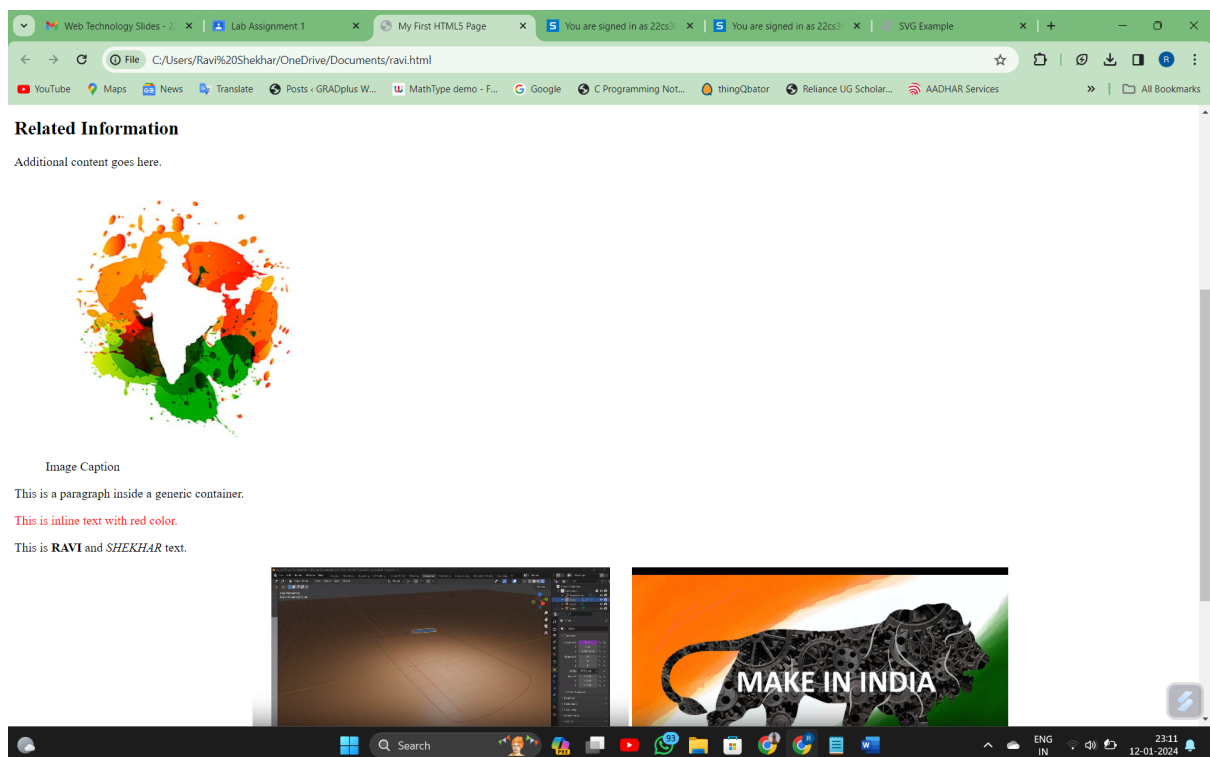 Web Technology Slides - 2
Lab Assignment 1
My First HTML5 Page
You are signed in as 22cs3
You are signed in as 22cs3
SVG Example
File
C:/Users/Ravi%20Shekhar/OneDrive/Documents/ravi.html
R
YouTube
Maps
News
Translate
Posts ‹ GRADplus W...
MathType demo - F...
Google
C Programming Not...
thingQbator
Reliance UG Scholar...
AADHAR Services
»
All Bookmarks
Related Information
Additional content goes here.
Image Caption
This is a paragraph inside a generic container.
This is inline text with red color.
This is RAVI and SHEKHAR text.
MAKE IN INDIA
Search
PRE
93
ENG
IN
23:11
12-01-2024